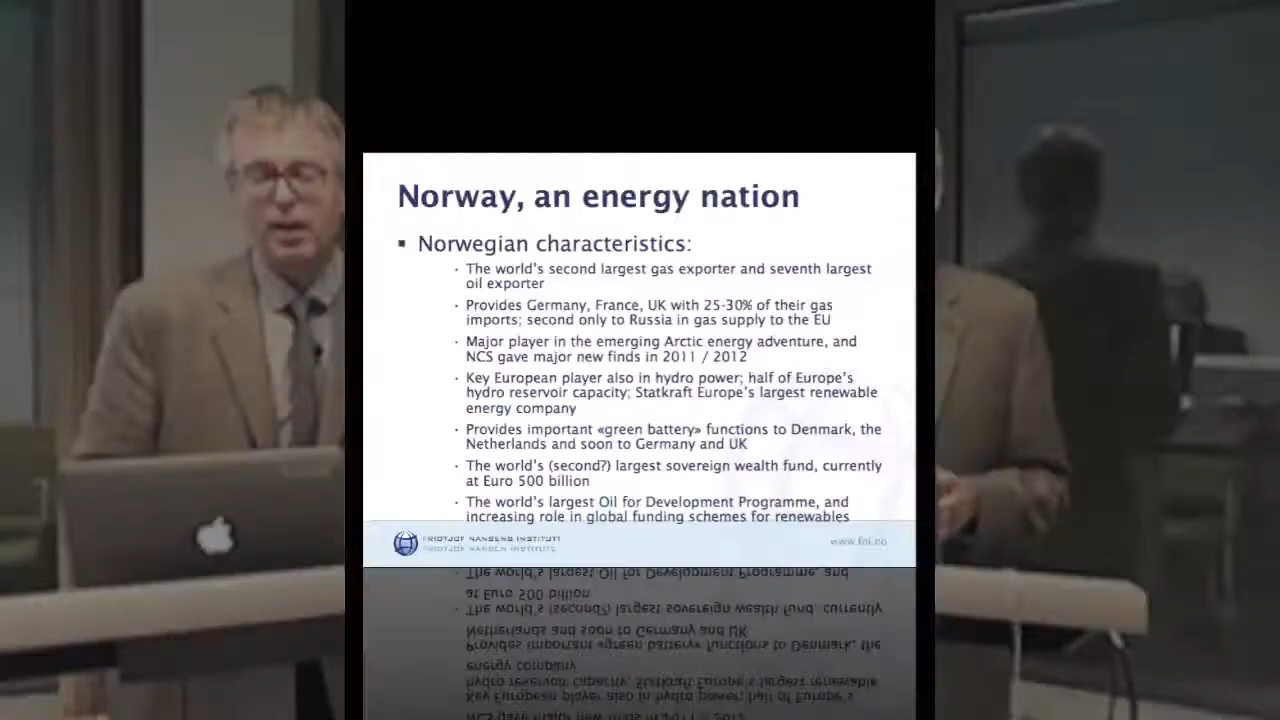 Norway, an energy nation
▪ Norwegian characteristics:
· The world's second largest gas exporter and seventh largest
oil exporter
· Provides Germany, France, UK with 25-30% of their gas
imports; second only to Russia in gas supply to the EU
· Major player in the emerging Arctic energy adventure, and
NCS gave major new finds in 2011 / 2012
· Key European player also in hydro power; half of Europe's
hydro reservoir capacity; Statkraft Europe's largest renewable
energy company
· Provides important «green battery» functions to Denmark, the
Netherlands and soon to Germany and UK
· The world's (second?) largest sovereign wealth fund, currently
at Euro 500 billion
· The world's largest Oil for Development Programme, and
increasing role in global funding schemes for renewables
FRIDTJOF NANSENS INSTITUTT
FRIDTJOF NANSEN INSTITUTE